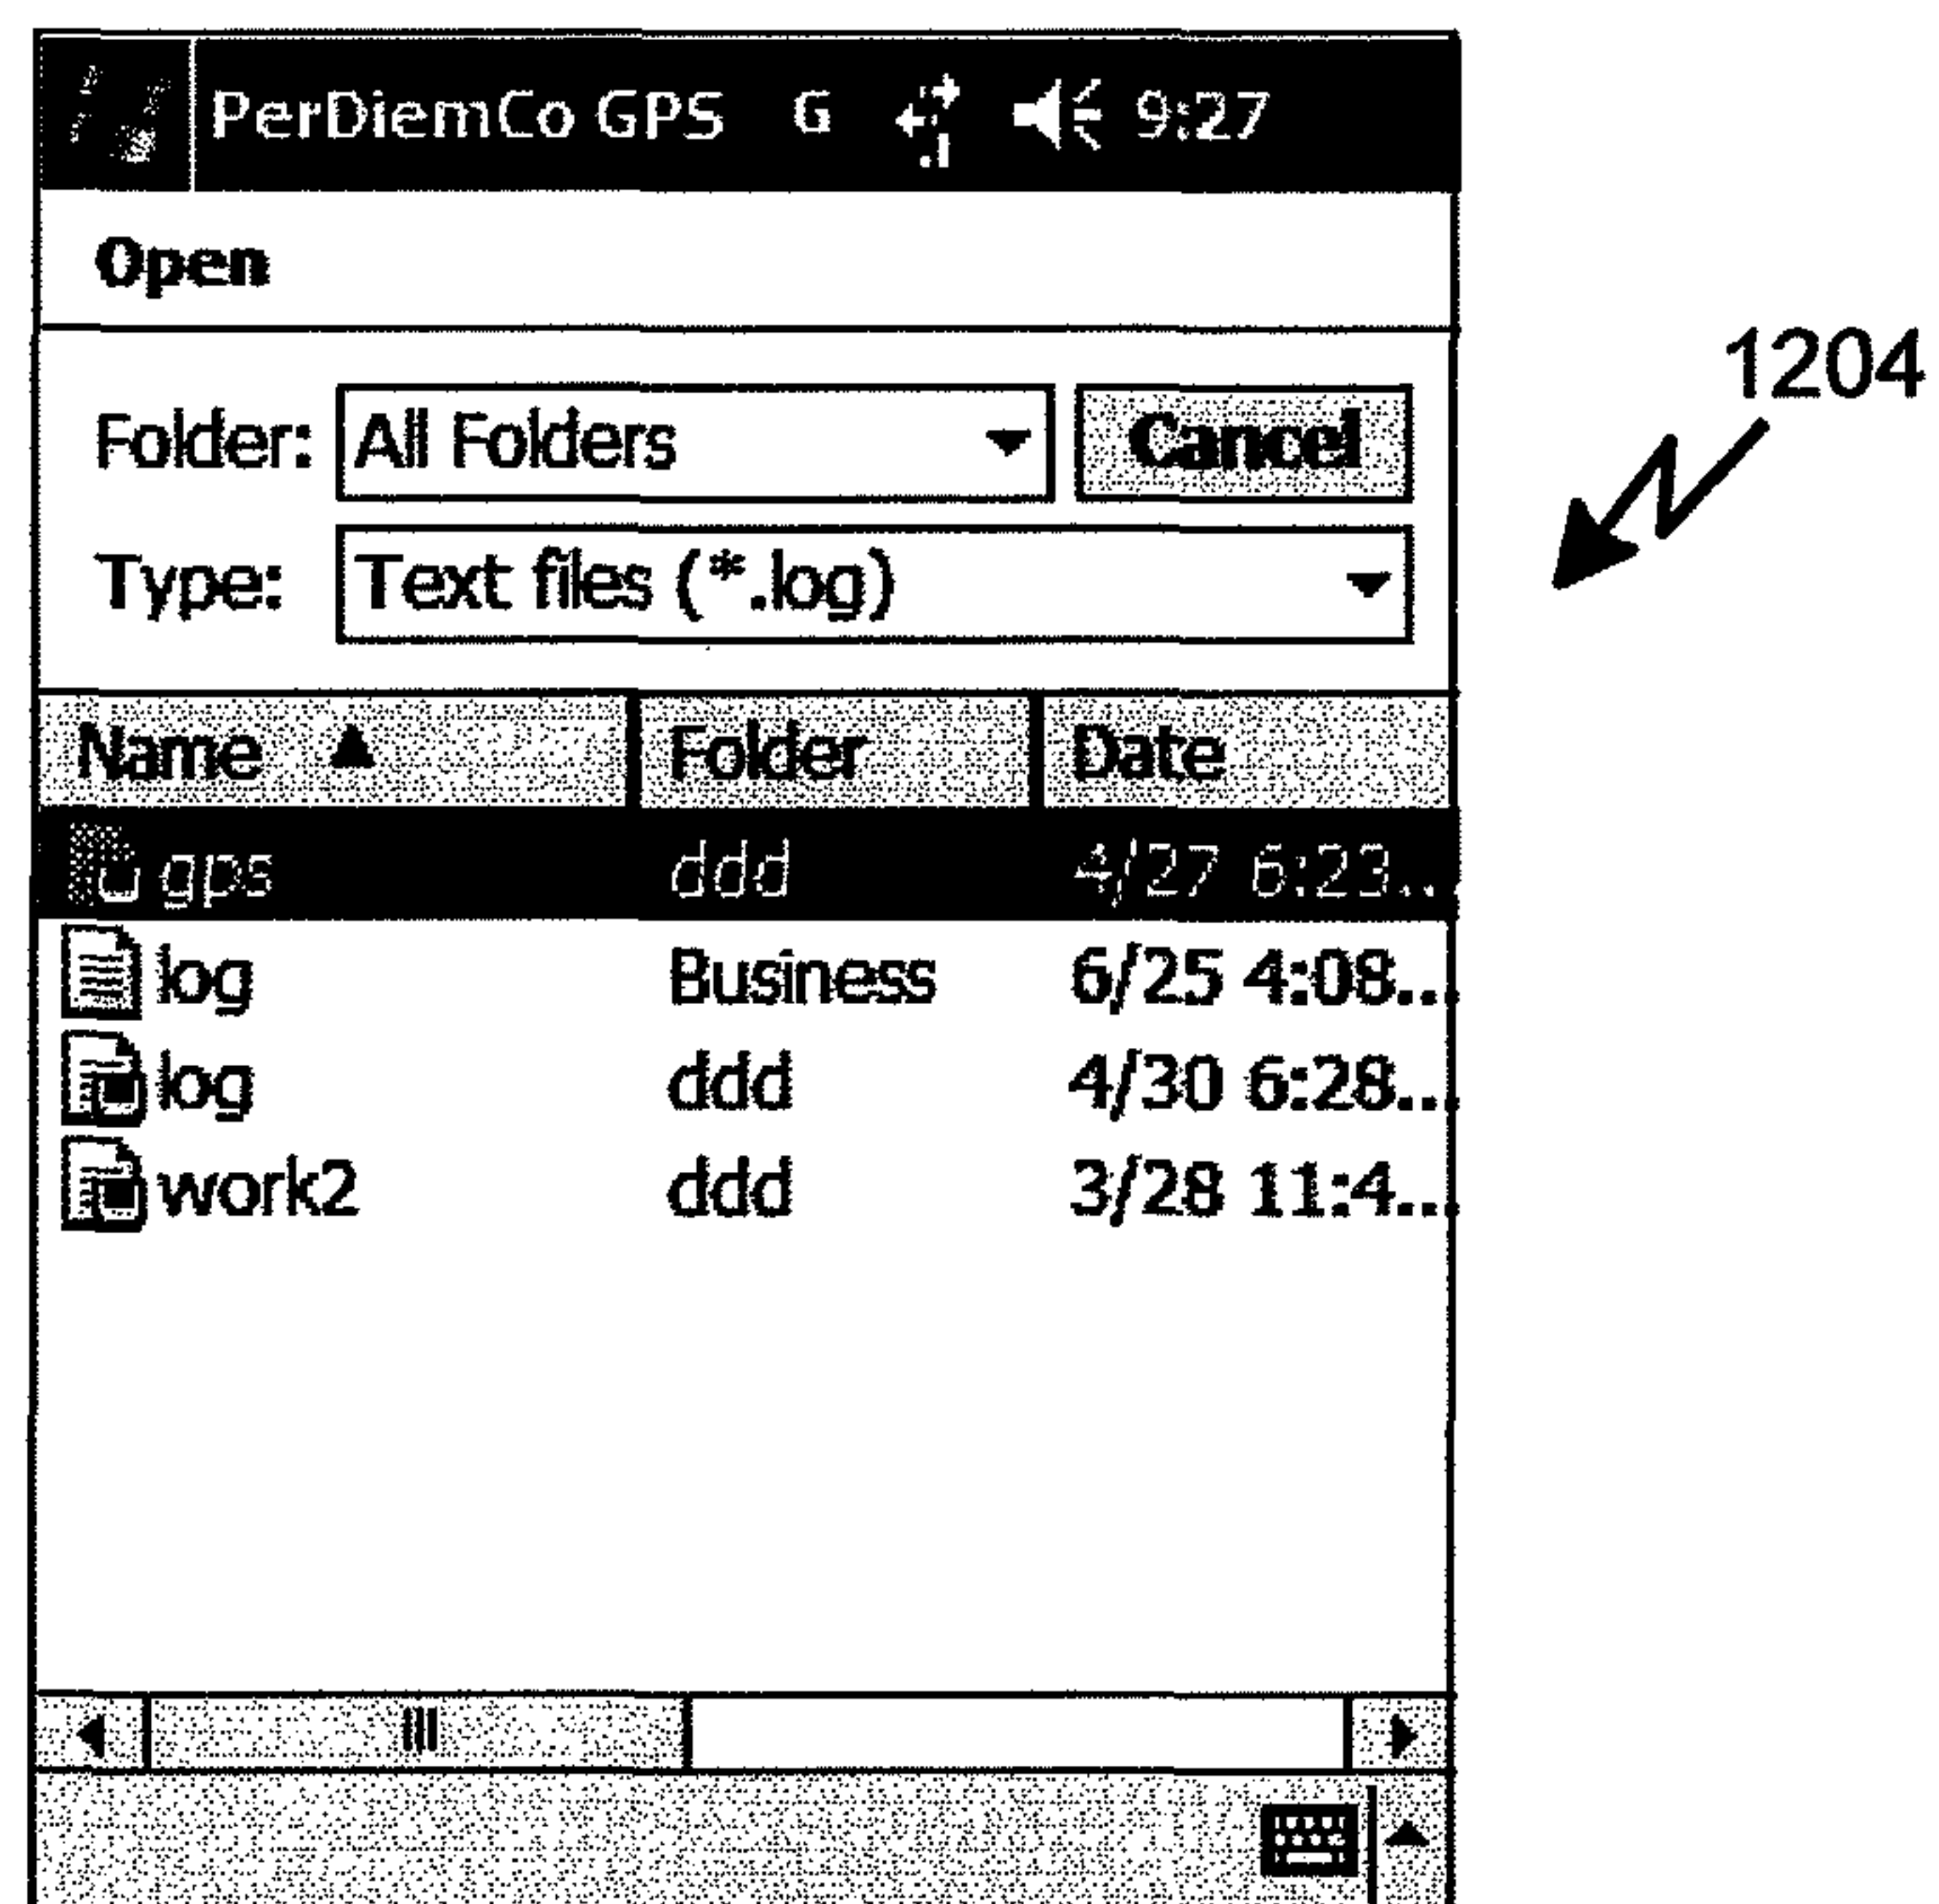 PerDiemCo GPS G 9:27
Open
1204
Folder: All Folders Cancel
Type: Text files (*.log)
Name Folder Date
gps ddd 4/27 6:23...
log Business 6/25 4:08...
log ddd 4/30 6:28...
work2 ddd 3/28 11:4...